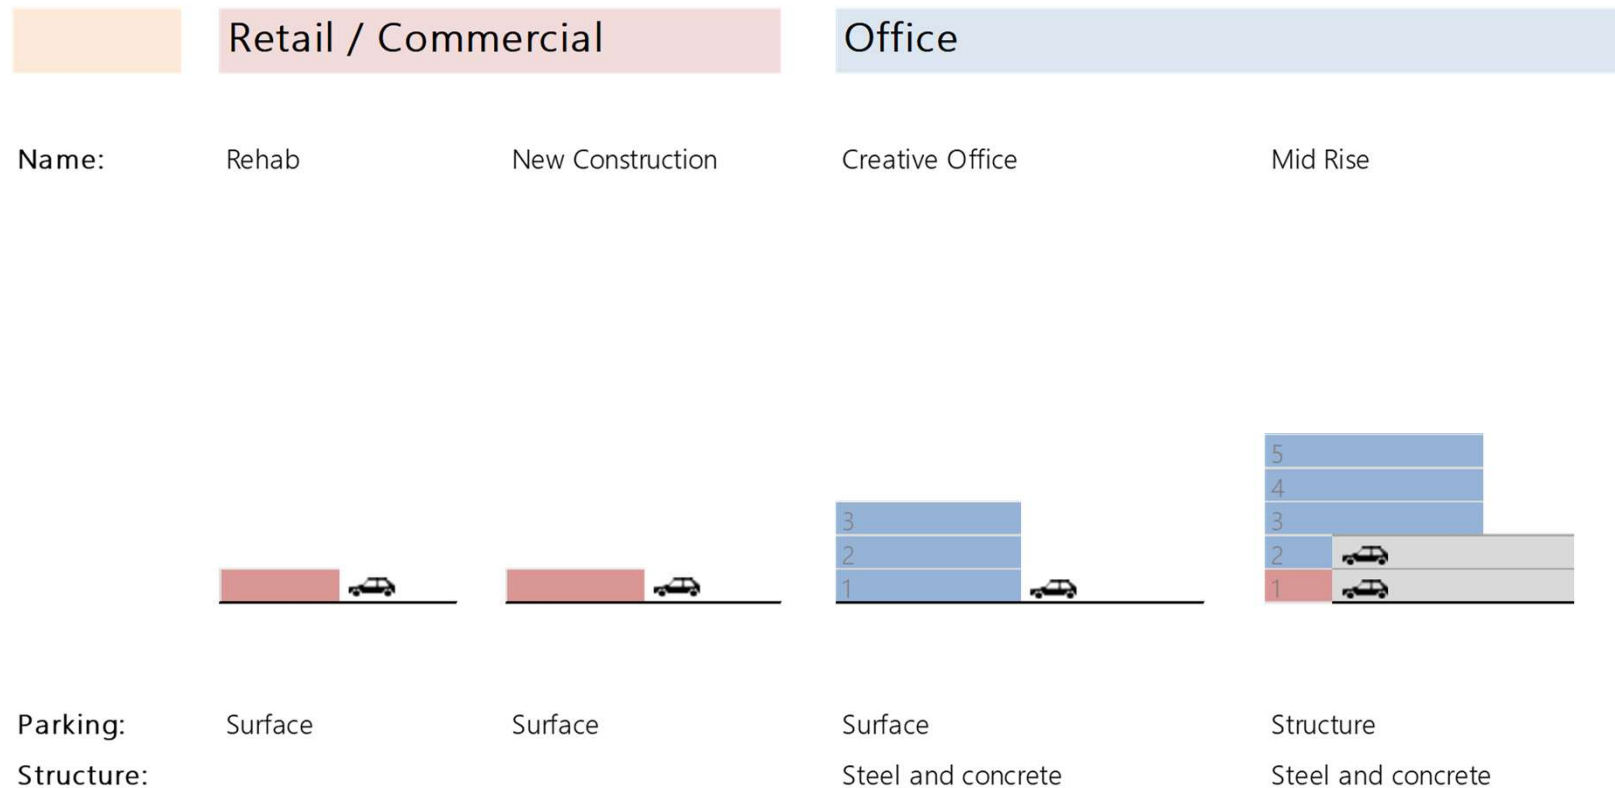 Retail / Commercial Office
Name: Rehab New Construction Creative Office Mid Rise
5
4
3 3
2 2
1 1
Parking: Surface Surface Surface Structure
Structure: Steel and concrete Steel and concrete